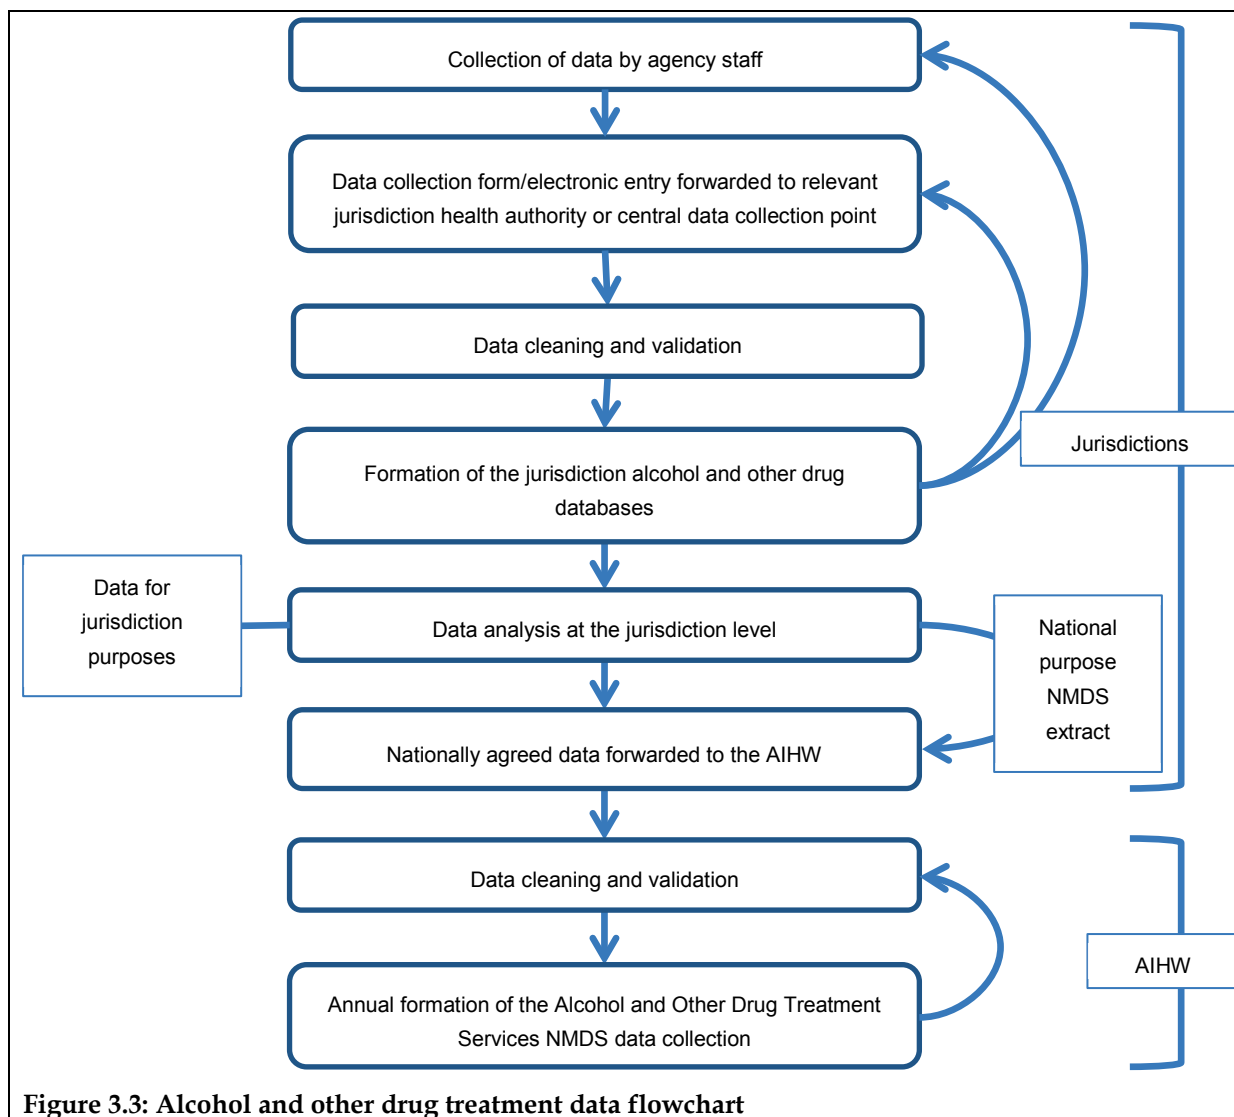 Collection of data by agency staff
Data collection form/electronic entry forwarded to relevant
jurisdiction health authority or central data collection point
Data cleaning and validation
Jurisdictions
Formation of the jurisdiction alcohol and other drug
databases
Data for
jurisdiction
purposes
Data analysis at the jurisdiction level
National
purpose
NMDS
extract
Nationally agreed data forwarded to the AIHW
Data cleaning and validation
AIHW
Annual formation of the Alcohol and Other Drug Treatment
Services NMDS data collection
Figure 3.3: Alcohol and other drug treatment data flowchart